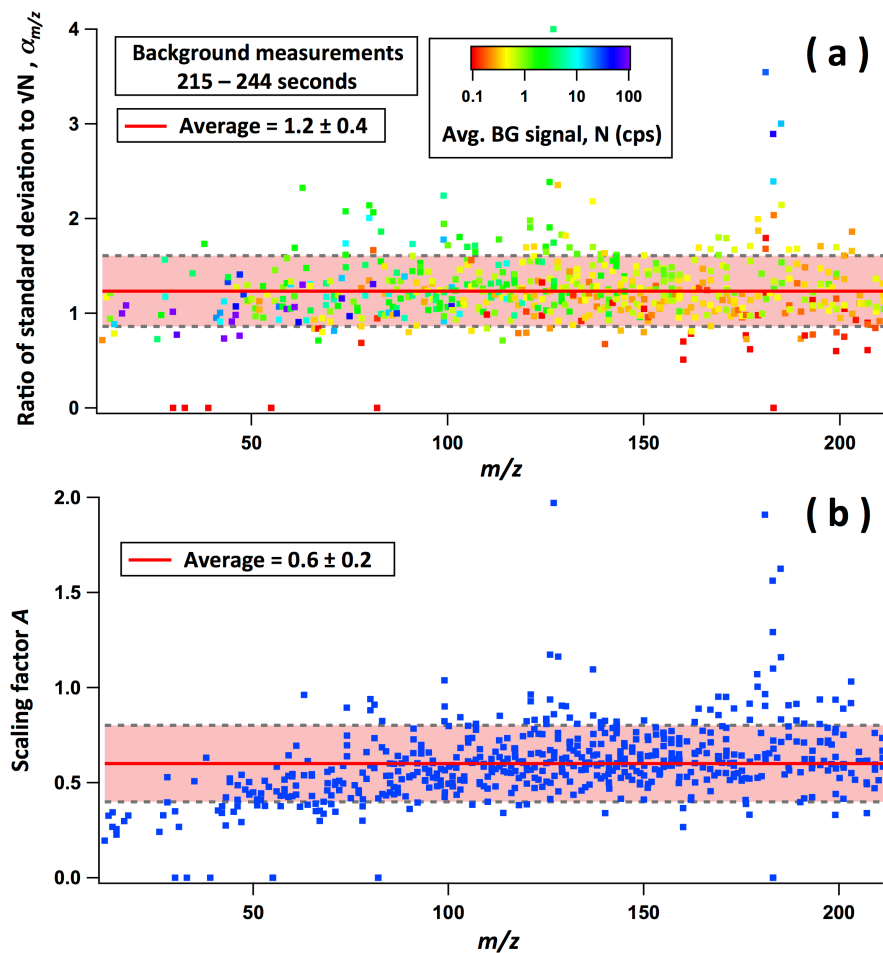 ( a )
Ratio of standard deviation to √N , αm/z
Background measurements
215 – 244 seconds
Average = 1.2 ± 0.4
0.1 1 10 100
Avg. BG signal, N (cps)
4
3
2
1
0
50 100 150 200
m/z
( b )
Scaling factor A
Average = 0.6 ± 0.2
2.0
1.5
1.0
0.5
0.0
50 100 150 200
m/z